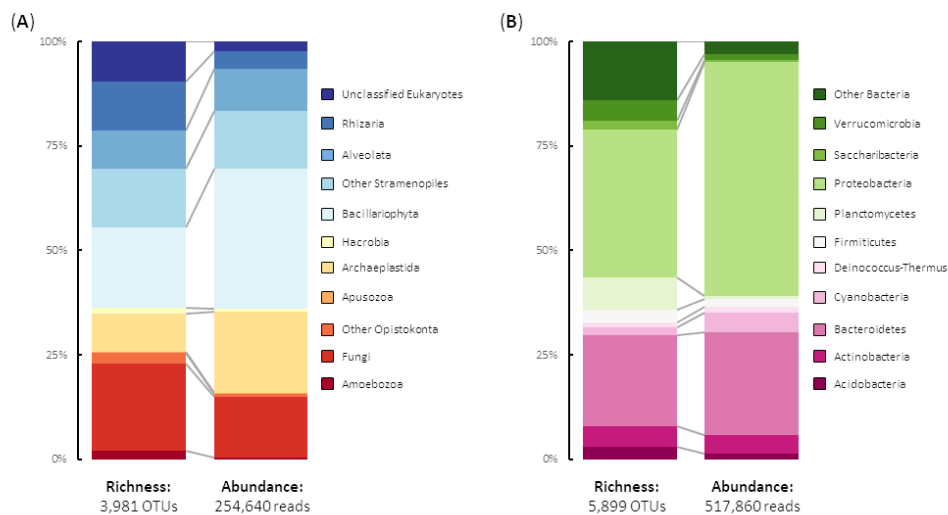 (A)
100%
75%
50%
25%
0%
Unclassified Eukaryotes
Rhizaria
Alveolata
Other Stramenopiles
Bacillariophyta
Hacrobia
Archaeplastida
Apusozoa
Other Opistokonta
Fungi
Amoebozoa
Richness:
3,981 OTUs
Abundance:
254,640 reads
(B)
100%
75%
50%
25%
0%
Other Bacteria
Verrucomicrobia
Saccharibacteria
Proteobacteria
Planctomycetes
Firmiticutes
Deinococcus-Thermus
Cyanobacteria
Bacteroidetes
Actinobacteria
Acidobacteria
Richness:
5,899 OTUs
Abundance:
517,860 reads